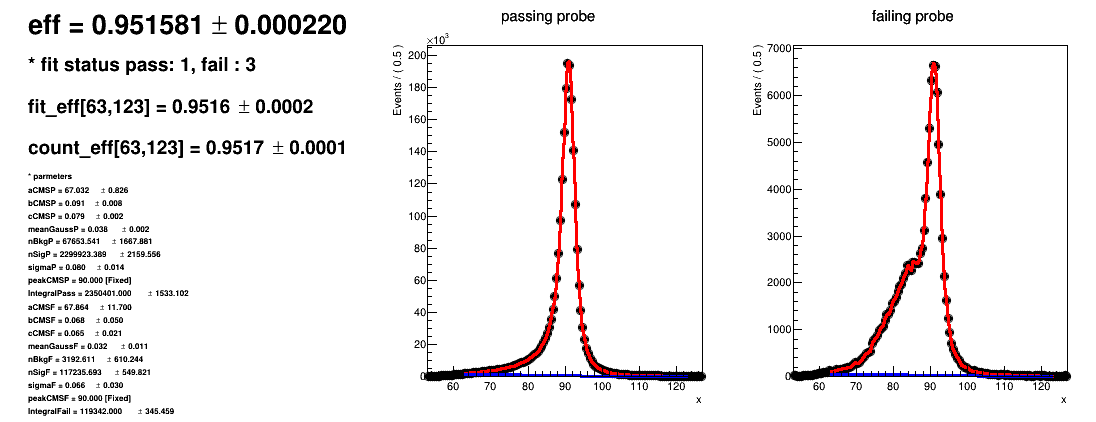 eff = 0.951581 ± 0.000220
* fit status pass: 1, fail : 3
fit_eff[63,123] = 0.9516 ± 0.0002
count_eff[63,123] = 0.9517 ± 0.0001
* parmeters
aCMSP = 67.032 ± 0.826
bCMSP = 0.091 ± 0.008
cCMSP = 0.079 ± 0.002
meanGaussP = 0.038 ± 0.002
nBkgP = 67653.541 ± 1667.881
nSigP = 2299923.389 ± 2159.556
sigmaP = 0.080 ± 0.014
peakCMSP = 90.000 [Fixed]
IntegralPass = 2350401.000 ± 1533.102
aCMSF = 67.864 ± 11.700
bCMSF = 0.068 ± 0.050
cCMSF = 0.065 ± 0.021
meanGaussF = 0.032 ± 0.011
nBkgF = 3192.611 ± 610.244
nSigF = 117235.693 ± 549.821
sigmaF = 0.066 ± 0.030
peakCMSF = 90.000 [Fixed]
IntegralFail = 119342.000 ± 345.459
passing probe
×10³
Events / ( 0.5 )
200
180
160
140
120
100
80
60
40
20
0
60 70 80 90 100 110 120
x
failing probe
Events / ( 0.5 )
7000
6000
5000
4000
3000
2000
1000
0
60 70 80 90 100 110 120
x